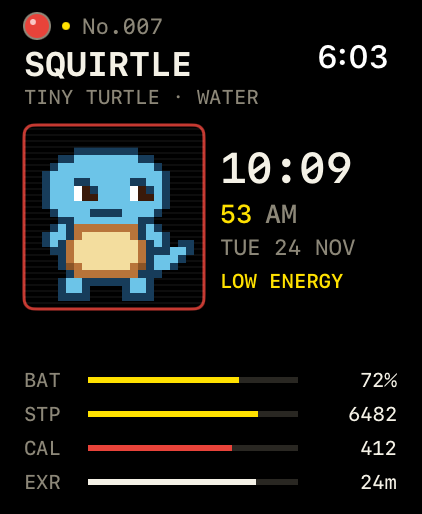 No.007
SQUIRTLE
6:03
TINY TURTLE · WATER
10:09
53 AM
TUE 24 NOV
LOW ENERGY
BAT 72%
STP 6482
CAL 412
EXR 24m